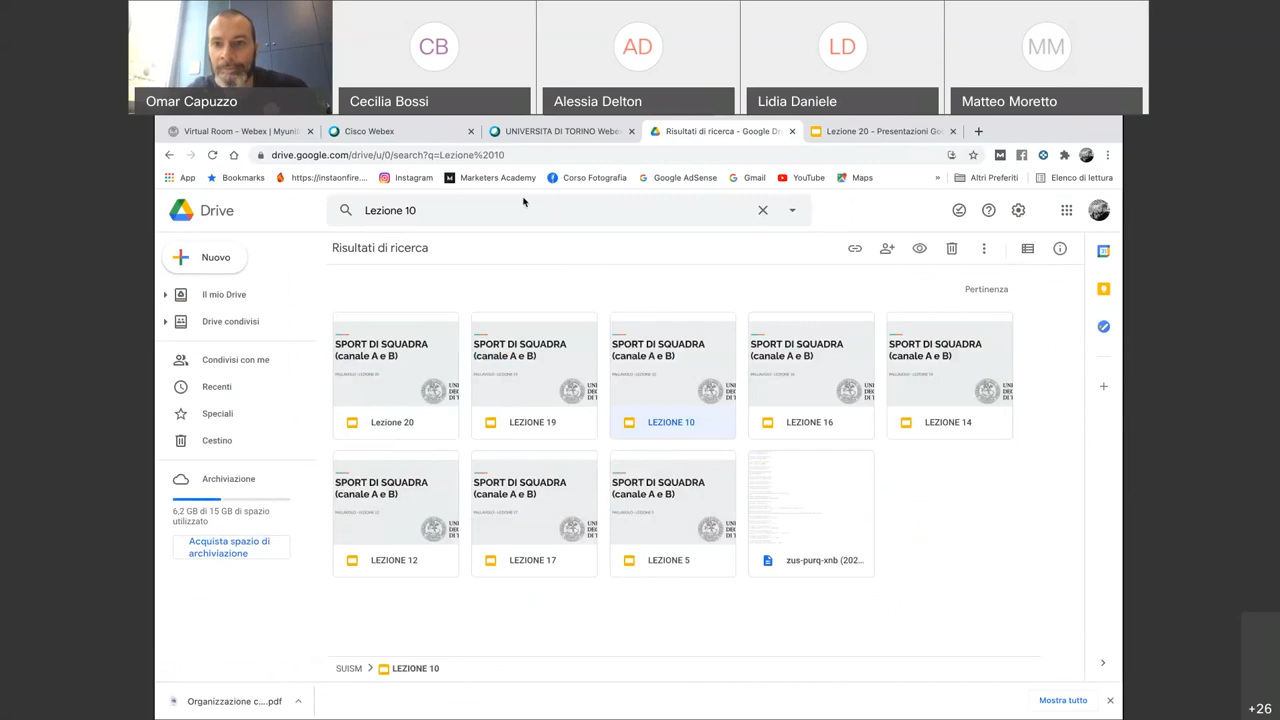 CB
AD
LD
MM
Omar Capuzzo
Cecilia Bossi
Alessia Delton
Lidia Daniele
Matteo Moretto
Virtual Room - Webex | Myuni
Cisco Webex
UNIVERSITA DI TORINO Webex
Risultati di ricerca - Google Dr
Lezione 20 - Presentazioni Go
drive.google.com/drive/u/0/search?q=Lezione%2010
App
Bookmarks
https://instaonfire....
Instagram
Marketers Academy
Corso Fotografia
Google AdSense
Gmail
YouTube
Maps
»
Altri Preferiti
Elenco di lettura
Drive
Lezione 10
Nuovo
Risultati di ricerca
Il mio Drive
Drive condivisi
Condivisi con me
Recenti
Speciali
Cestino
Archiviazione
6,2 GB di 15 GB di spazio
utilizzato
Acquista spazio di
archiviazione
Pertinenza
SPORT DI SQUADRA
(canale A e B)
Lezione 20
SPORT DI SQUADRA
(canale A e B)
LEZIONE 19
SPORT DI SQUADRA
(canale A e B)
LEZIONE 10
SPORT DI SQUADRA
(canale A e B)
LEZIONE 16
SPORT DI SQUADRA
(canale A e B)
LEZIONE 14
SPORT DI SQUADRA
(canale A e B)
LEZIONE 12
SPORT DI SQUADRA
(canale A e B)
LEZIONE 17
SPORT DI SQUADRA
(canale A e B)
LEZIONE 5
zus-purq-xnb (202...
SUISM
LEZIONE 10
Organizzazione c....pdf
Mostra tutto
+26